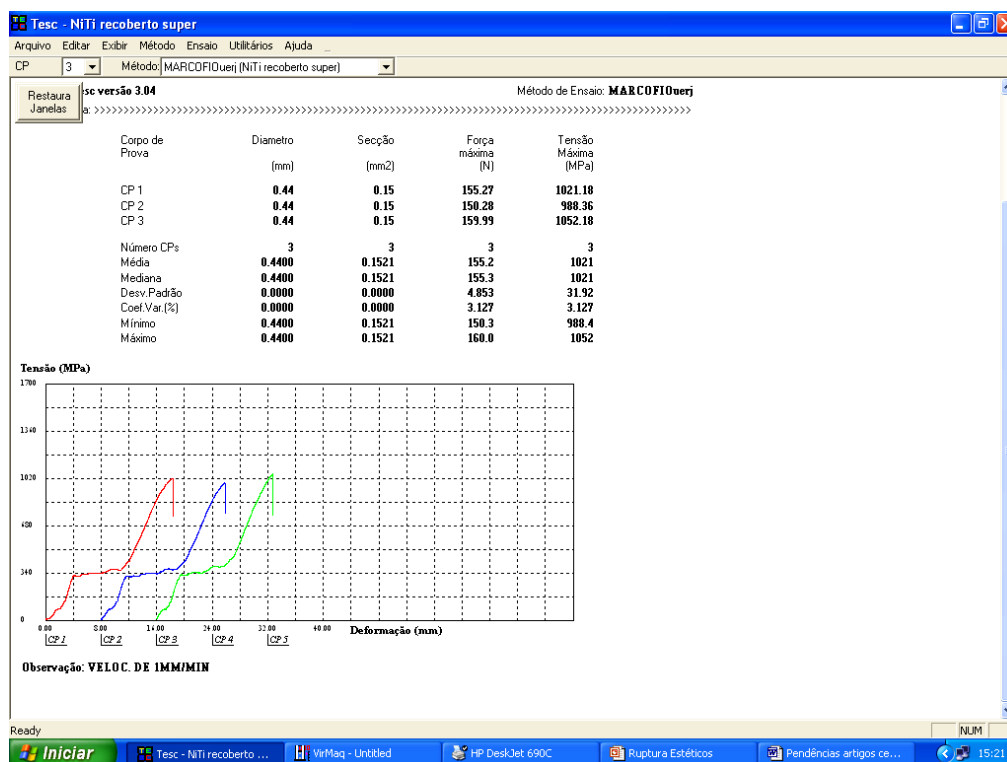 Tesc - NiTi recoberto super
Arquivo Editar Exibir Método Ensaio Utilitários Ajuda
CP 3 Método: MARCOFIOuerj (NiTi recoberto super)
Restaura Janelas
sc versão 3.04 Método de Ensaio: MARCOFIOuerj
a: >>>>>>>>>>>>>>>>>>>>>>>>>>>>>>>>>>>>>>>>>>>>>>>>>>>>>>>>>>>>>>>>>>>>>>>>>>>>>>>>>>>>>>>>>>>>>>>>>>>>
Corpo de Diametro Secção Força Tensão
Prova máxima Máxima
(mm) (mm2) (N) (MPa)
CP 1 0.44 0.15 155.27 1021.18
CP 2 0.44 0.15 150.28 988.36
CP 3 0.44 0.15 159.99 1052.18
Número CPs 3 3 3 3
Média 0.4400 0.1521 155.2 1021
Mediana 0.4400 0.1521 155.3 1021
Desv.Padrão 0.0000 0.0000 4.853 31.92
Coef.Var.(%) 0.0000 0.0000 3.127 3.127
Mínimo 0.4400 0.1521 150.3 988.4
Máximo 0.4400 0.1521 160.0 1052
Tensão (MPa)
1700
1340
1020
340
0
0.00 8.00 16.00 24.00 32.00 40.00 Deformação (mm)
CP 1 CP 2 CP 3 CP 4 CP 5
Observação: VELOC. DE 1MM/MIN
Ready NUM
Iniciar Tesc - NiTi recoberto ... VirMaq - Untitled HP DeskJet 690C Ruptura Estéticos Pendências artigos ce... 15:21